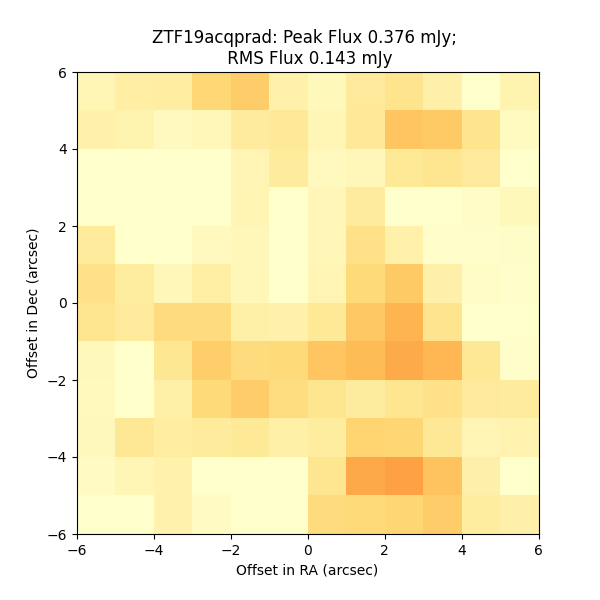 ZTF19acqprad: Peak Flux 0.376 mJy;
RMS Flux 0.143 mJy
6
4
2
0
−2
−4
−6
Offset in Dec (arcsec)
−6 −4 −2 0 2 4 6
Offset in RA (arcsec)